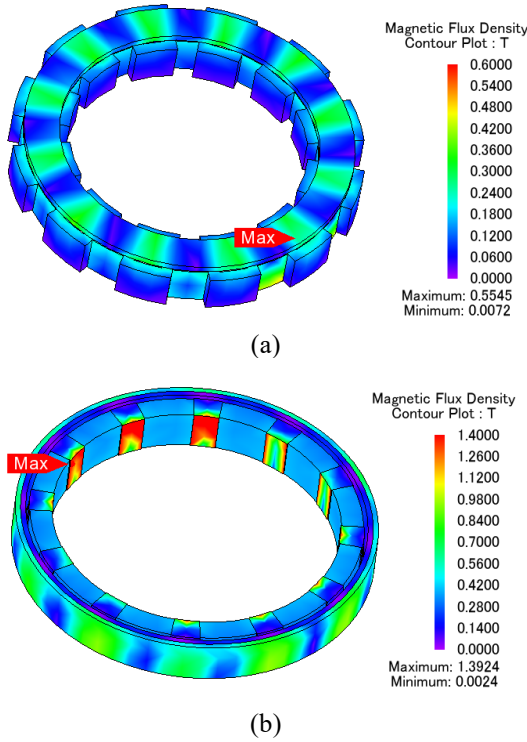 Magnetic Flux Density
Contour Plot : T
0.6000
0.5400
0.4800
0.4200
0.3600
0.3000
0.2400
0.1800
0.1200
0.0600
0.0000
Maximum: 0.5545
Minimum: 0.0072
Max
(a)
Magnetic Flux Density
Contour Plot : T
1.4000
1.2600
1.1200
0.9800
0.8400
0.7000
0.5600
0.4200
0.2800
0.1400
0.0000
Maximum: 1.3924
Minimum: 0.0024
Max
(b)